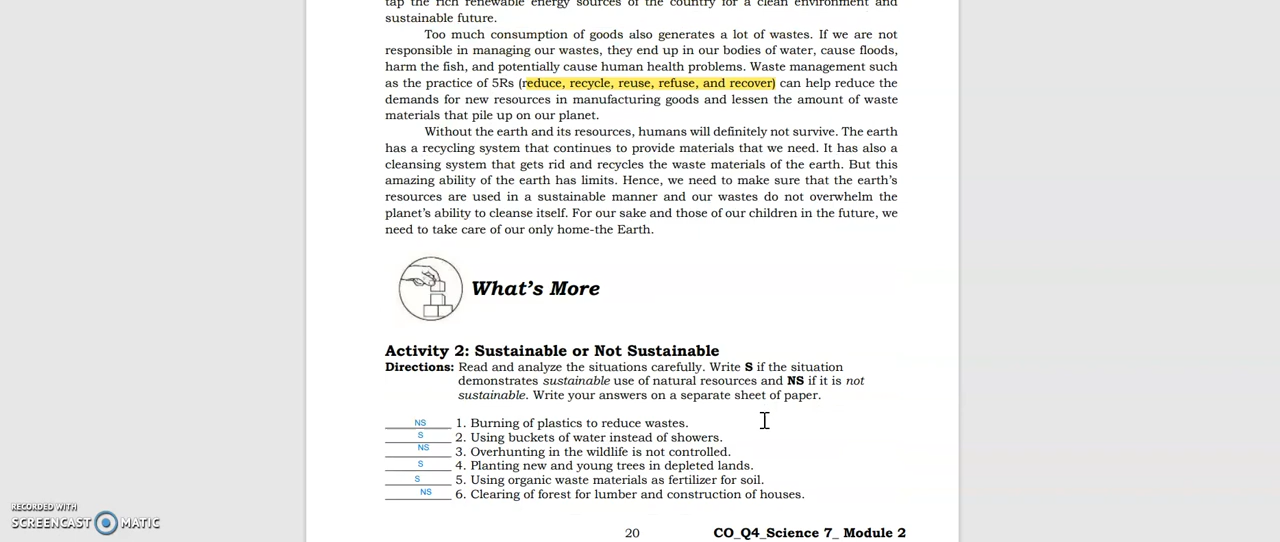 tap the rich renewable energy sources of the country for a clean environment and
sustainable future.
Too much consumption of goods also generates a lot of wastes. If we are not
responsible in managing our wastes, they end up in our bodies of water, cause floods,
harm the fish, and potentially cause human health problems. Waste management such
as the practice of 5Rs (reduce, recycle, reuse, refuse, and recover) can help reduce the
demands for new resources in manufacturing goods and lessen the amount of waste
materials that pile up on our planet.
Without the earth and its resources, humans will definitely not survive. The earth
has a recycling system that continues to provide materials that we need. It has also a
cleansing system that gets rid and recycles the waste materials of the earth. But this
amazing ability of the earth has limits. Hence, we need to make sure that the earth's
resources are used in a sustainable manner and our wastes do not overwhelm the
planet's ability to cleanse itself. For our sake and those of our children in the future, we
need to take care of our only home-the Earth.
What's More
Activity 2: Sustainable or Not Sustainable
Directions: Read and analyze the situations carefully. Write S if the situation
demonstrates sustainable use of natural resources and NS if it is not
sustainable. Write your answers on a separate sheet of paper.
NS 1. Burning of plastics to reduce wastes.
S 2. Using buckets of water instead of showers.
NS 3. Overhunting in the wildlife is not controlled.
S 4. Planting new and young trees in depleted lands.
S 5. Using organic waste materials as fertilizer for soil.
NS 6. Clearing of forest for lumber and construction of houses.
RECORDED WITH
SCREENCAST MATIC
20 CO_Q4_Science 7_ Module 2